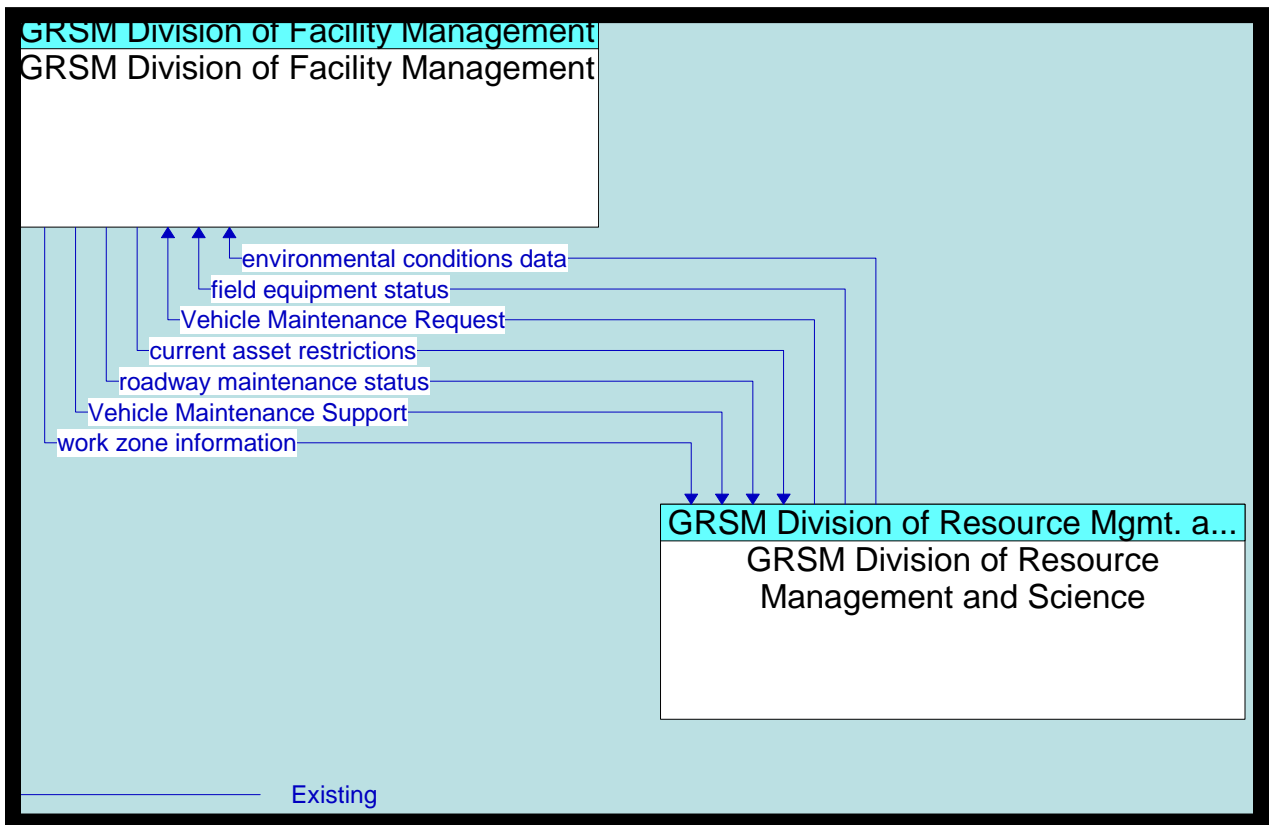 GRSM Division of Facility Management
GRSM Division of Facility Management
environmental conditions data
field equipment status
Vehicle Maintenance Request
current asset restrictions
roadway maintenance status
Vehicle Maintenance Support
work zone information
GRSM Division of Resource Mgmt. a...
GRSM Division of Resource
Management and Science
Existing